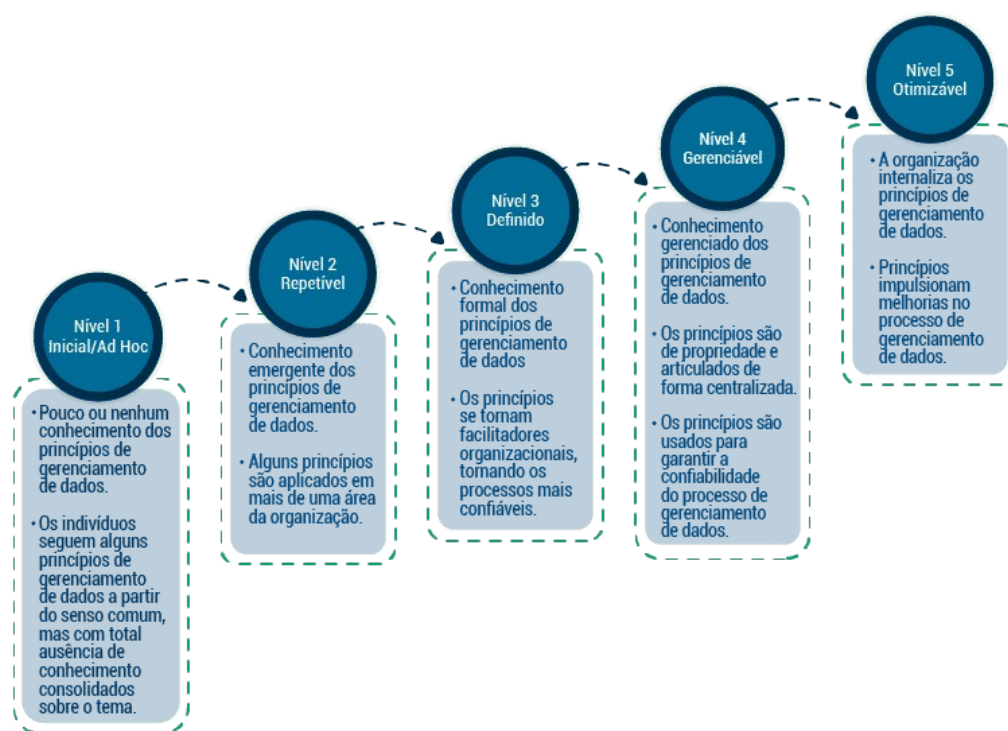 Nível 1
Inicial/Ad Hoc
• Pouco ou nenhum
conhecimento dos
princípios de
gerenciamento
de dados.
• Os indivíduos
seguem alguns
princípios de
gerenciamento
de dados a partir
do senso comum,
mas com total
ausência de
conhecimento
consolidados
sobre o tema.
Nível 2
Repetível
• Conhecimento
emergente dos
princípios de
gerenciamento
de dados.
• Alguns princípios
são aplicados em
mais de uma área
da organização.
Nível 3
Definido
• Conhecimento
formal dos
princípios de
gerenciamento
de dados
• Os princípios
se tornam
facilitadores
organizacionais,
tornando os
processos mais
confiáveis.
Nível 4
Gerenciável
• Conhecimento
gerenciado dos
princípios de
gerenciamento
de dados.
• Os princípios são
de propriedade e
articulados de
forma centralizada.
• Os princípios são
usados para
garantir a
confiabilidade
do processo de
gerenciamento
de dados.
Nível 5
Otimizável
• A organização
internaliza os
princípios de
gerenciamento
de dados.
• Princípios
impulsionam
melhorias no
processo de
gerenciamento
de dados.